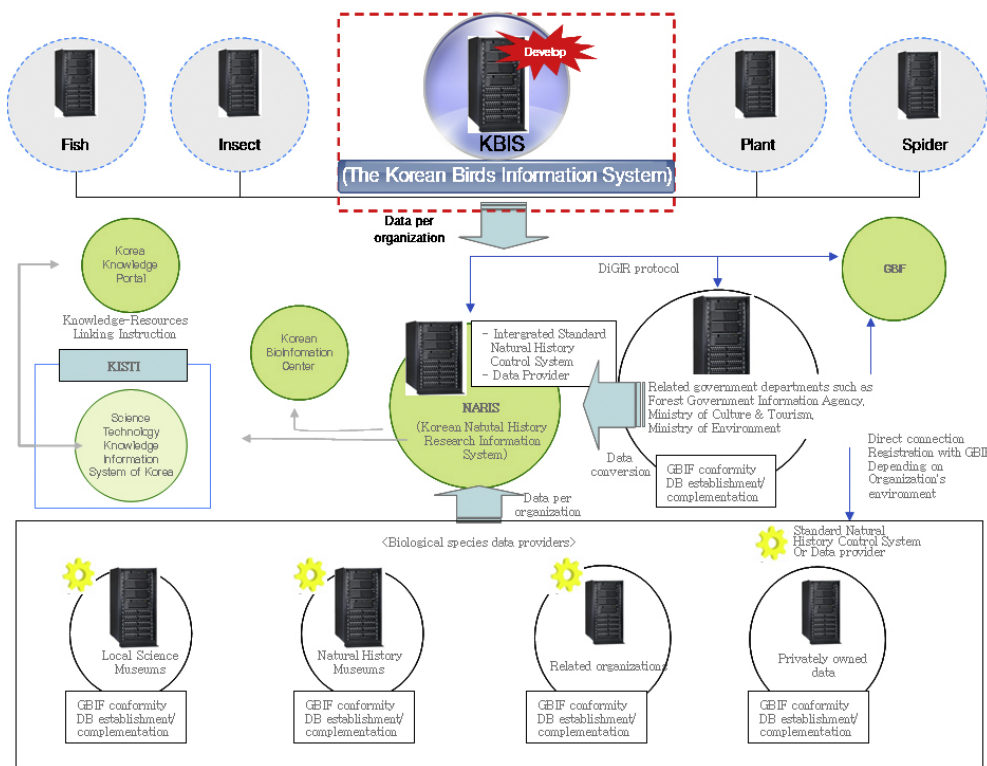 Develop
Fish
Insect
KBIS
Plant
Spider
(The Korean Birds Information System)
Data per
organization
Korea
Knowledge
Portal
DiGIR protocol
GBIF
Knowledge-Resources
Linking Instruction
KISTI
Science
Technology
Knowledge
Information
System of Korea
Korean
BioInfomation
Center
- Intergrated Standard
Natural History
Control System
- Data Provider
NARIS
(Korean Natutal History
Research Information
System)
Related government departments such as
Forest Government Information Agency,
Ministry of Culture & Tourism,
Ministry of Environment
Data
conversion
GBIF conformity
DB establishment/
complementation
Direct connection
Registration with GBIF
Depending on
Organization's
environment
Data per
organization
<Biological species data providers>
Standard Natural
History Control System
Or Data provider
Local Science
Museums
Natural History
Museums
Related organizations
Privately owned
data
GBIF conformity
DB establishment/
complementation
GBIF conformity
DB establishment/
complementation
GBIF conformity
DB establishment/
complementation
GBIF conformity
DB establishment/
complementation